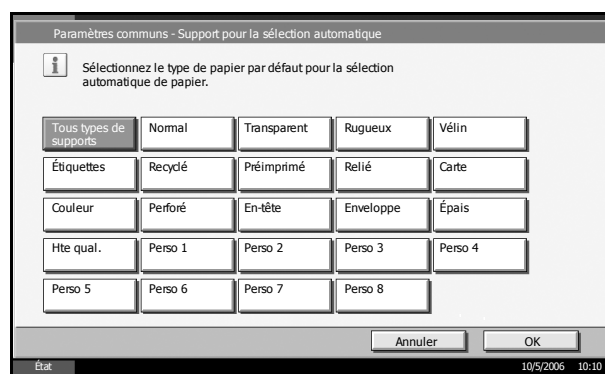 Paramètres communs - Support pour la sélection automatique
i
Sélectionnez le type de papier par défaut pour la sélection
automatique de papier.
Tous types de
supports
Normal
Transparent
Rugueux
Vélin
Étiquettes
Recyclé
Préimprimé
Relié
Carte
Couleur
Perforé
En-tête
Enveloppe
Épais
Hte qual.
Perso 1
Perso 2
Perso 3
Perso 4
Perso 5
Perso 6
Perso 7
Perso 8
Annuler
OK
État
10/5/2006 10:10